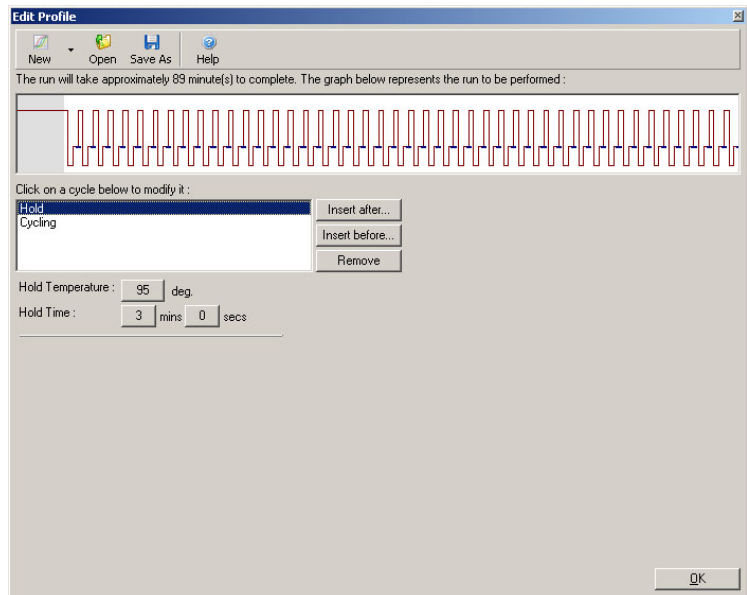 Edit Profile
New Open Save As Help
The run will take approximately 89 minute(s) to complete. The graph below represents the run to be performed :
Click on a cycle below to modify it :
Hold
Cycling
Insert after...
Insert before...
Remove
Hold Temperature : 95 deg.
Hold Time : 3 mins 0 secs
OK